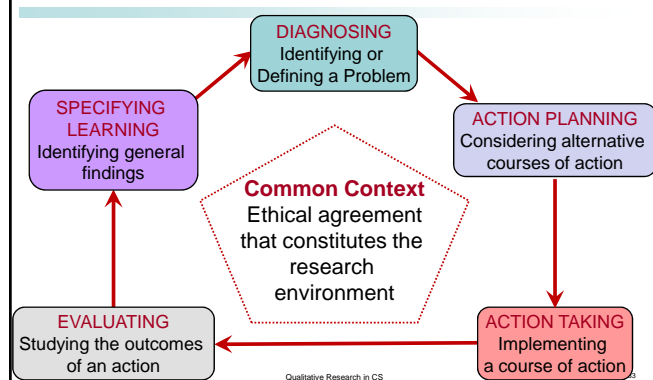 DIAGNOSING
Identifying or
Defining a Problem
ACTION PLANNING
Considering alternative
courses of action
ACTION TAKING
Implementing
a course of action
EVALUATING
Studying the outcomes
of an action
SPECIFYING
LEARNING
Identifying general
findings
Common Context
Ethical agreement
that constitutes the
research
environment
Qualitative Research in CS